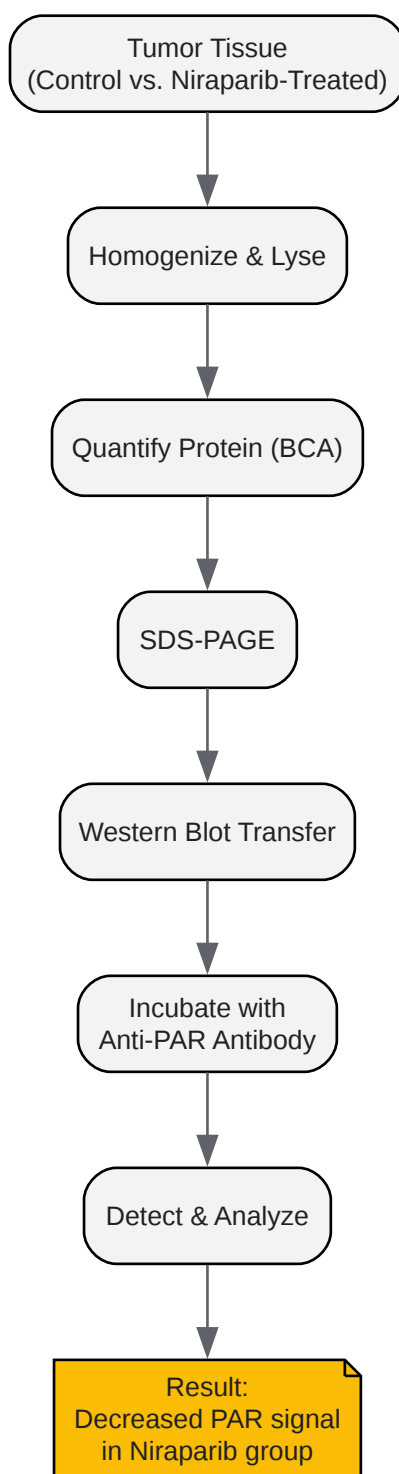 Tumor Tissue
(Control vs. Niraparib-Treated)
Homogenize & Lyse
Quantify Protein (BCA)
SDS-PAGE
Western Blot Transfer
Incubate with
Anti-PAR Antibody
Detect & Analyze
Result:
Decreased PAR signal
in Niraparib group